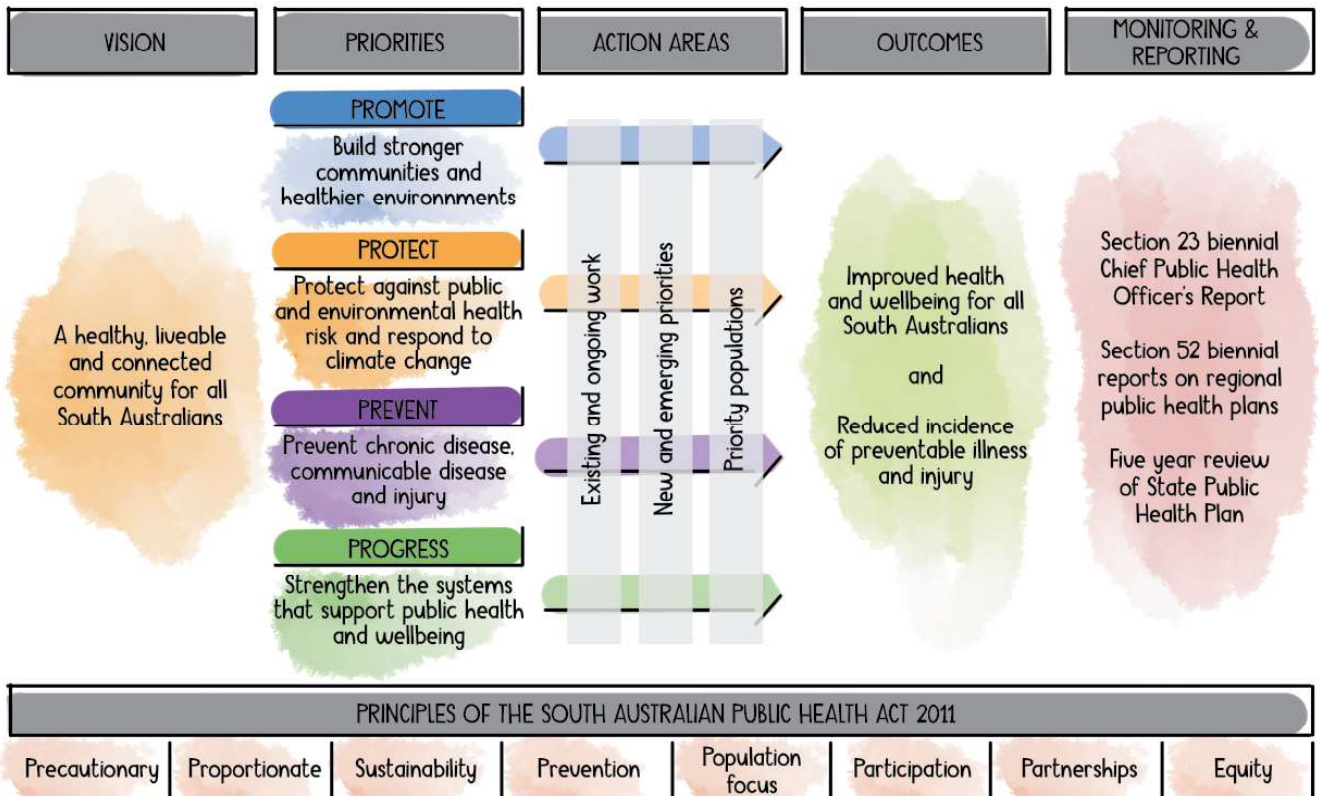 VISION
PRIORITIES
ACTION AREAS
OUTCOMES
MONITORING &
REPORTING
A healthy, liveable
and connected
community for all
South Australians
PROMOTE
Build stronger
communities and
healthier environnments
PROTECT
Protect against public
and environmental health
risk and respond to
climate change
PREVENT
Prevent chronic disease,
communicable disease
and injury
PROGRESS
Strengthen the systems
that support public health
and wellbeing
Existing and ongoing work
New and emerging priorities
Priority populations
Improved health
and wellbeing for all
South Australians
and
Reduced incidence
of preventable illness
and injury
Section 23 biennial
Chief Public Health
Officer's Report
Section 52 biennial
reports on regional
public health plans
Five year review
of State Public
Health Plan
PRINCIPLES OF THE SOUTH AUSTRALIAN PUBLIC HEALTH ACT 2011
Precautionary
Proportionate
Sustainability
Prevention
Population
focus
Participation
Partnerships
Equity